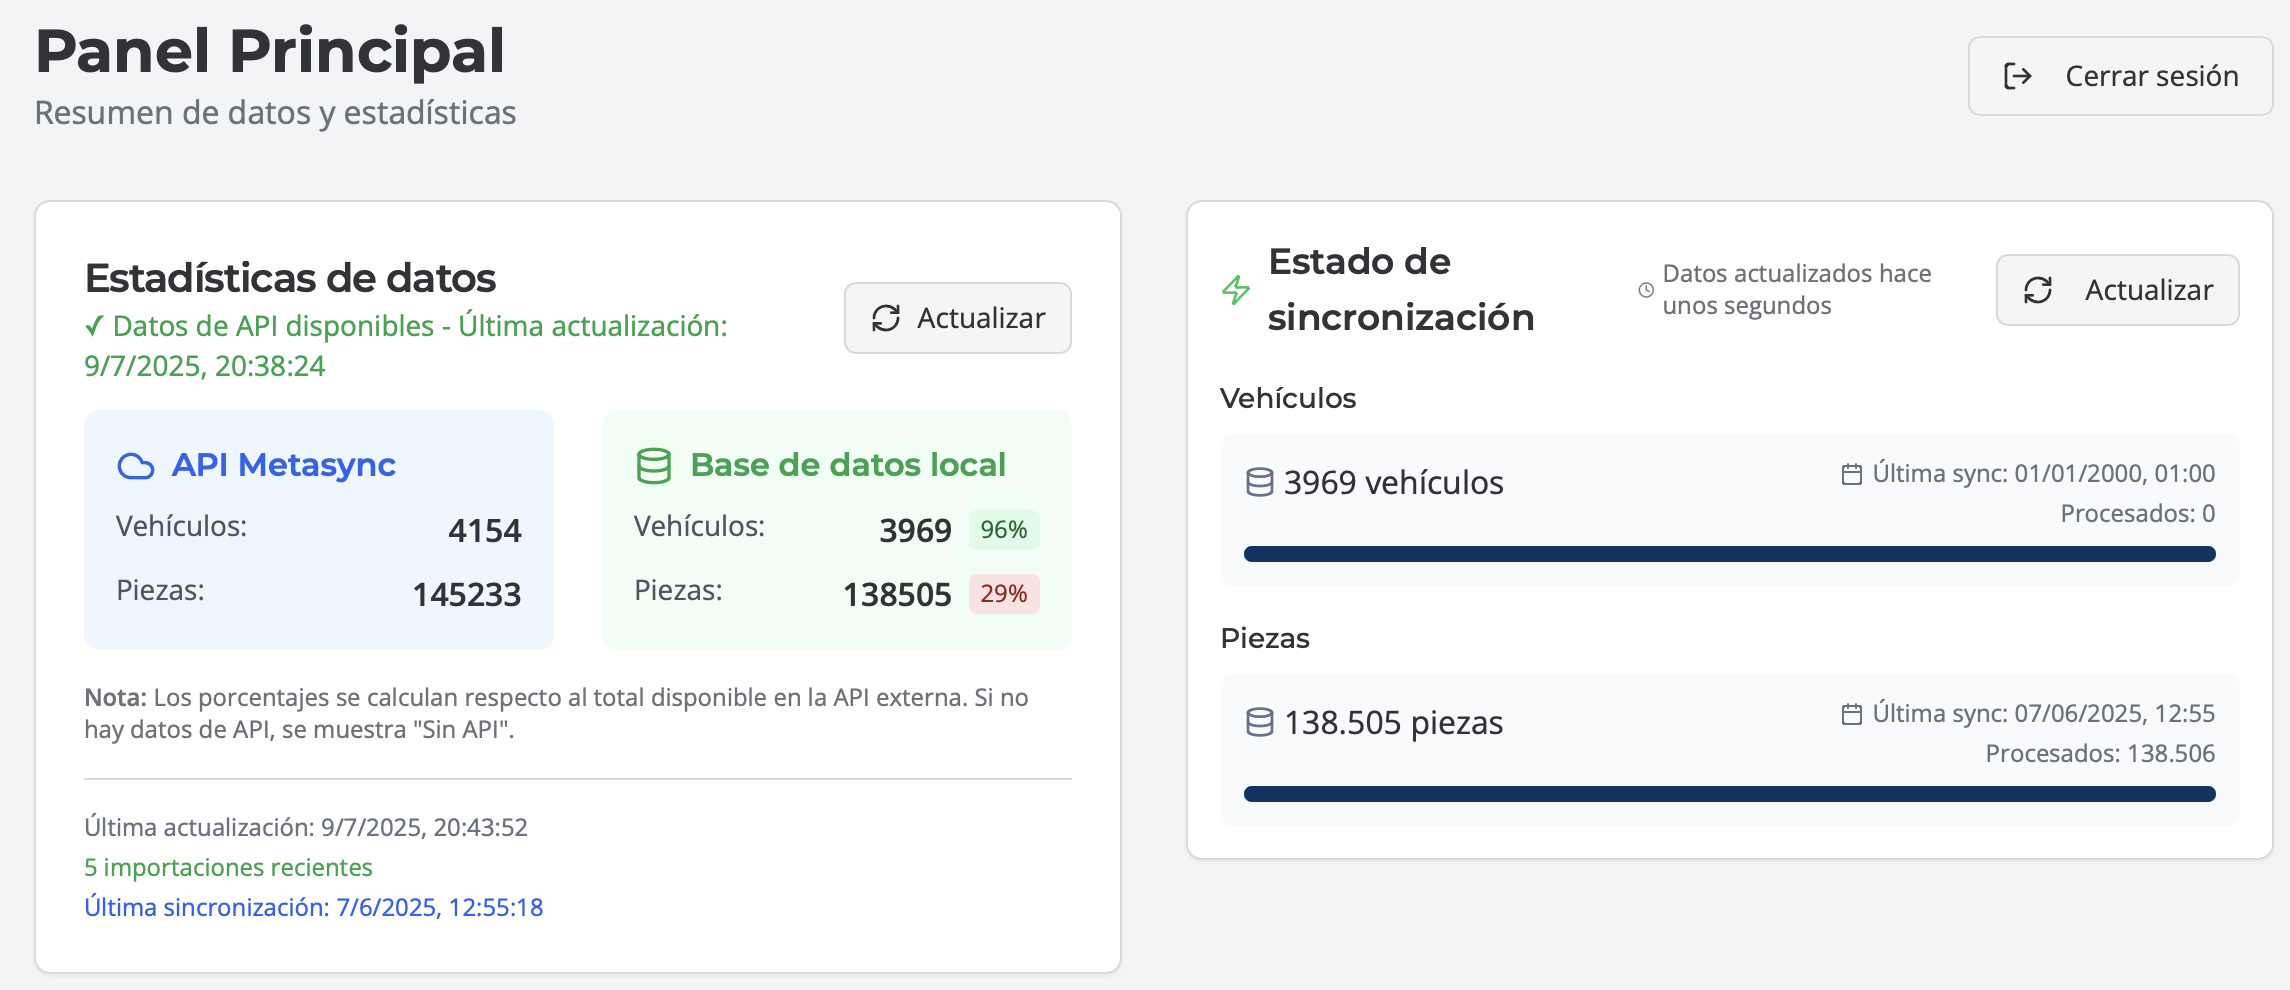 Panel Principal
Resumen de datos y estadísticas
Cerrar sesión
Estadísticas de datos
✓ Datos de API disponibles - Última actualización:
9/7/2025, 20:38:24
Actualizar
API Metasync
Vehículos: 4154
Piezas: 145233
Base de datos local
Vehículos: 3969 96%
Piezas: 138505 29%
Nota: Los porcentajes se calculan respecto al total disponible en la API externa. Si no
hay datos de API, se muestra "Sin API".
Última actualización: 9/7/2025, 20:43:52
5 importaciones recientes
Última sincronización: 7/6/2025, 12:55:18
Estado de
sincronización
Datos actualizados hace
unos segundos
Actualizar
Vehículos
3969 vehículos
Última sync: 01/01/2000, 01:00
Procesados: 0
Piezas
138.505 piezas
Última sync: 07/06/2025, 12:55
Procesados: 138.506